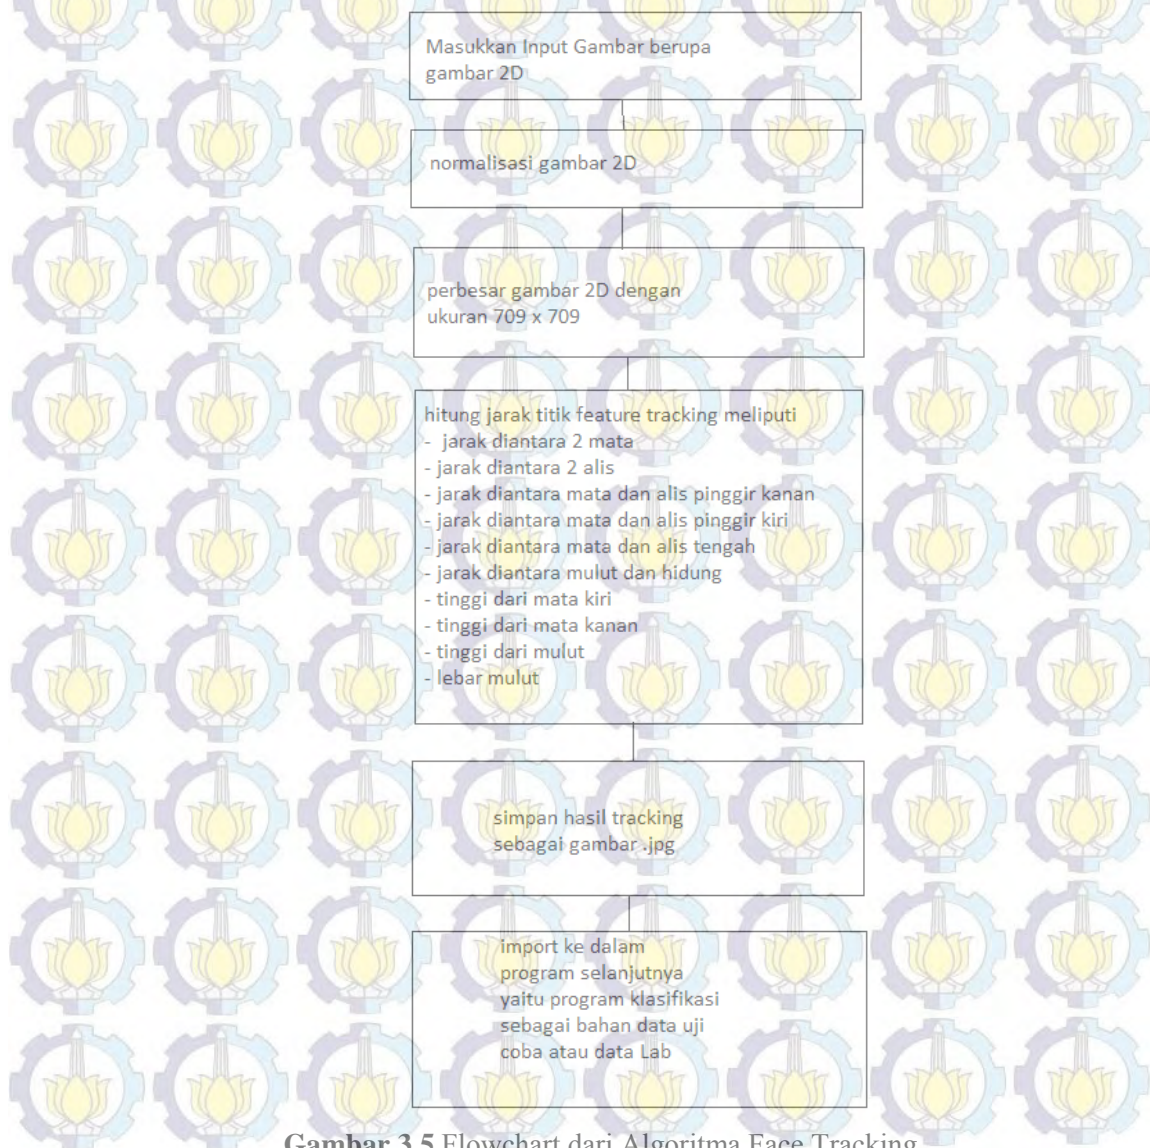 Masukkan Input Gambar berupa
gambar 2D
normalisasi gambar 2D
perbesar gambar 2D dengan
ukuran 709 x 709
hitung jarak titik feature tracking meliputi
- jarak diantara 2 mata
- jarak diantara 2 alis
- jarak diantara mata dan alis pinggir kanan
- jarak diantara mata dan alis pinggir kiri
- jarak diantara mata dan alis tengah
- jarak diantara mulut dan hidung
- tinggi dari mata kiri
- tinggi dari mata kanan
- tinggi dari mulut
- lebar mulut
simpan hasil tracking
sebagai gambar .jpg
import ke dalam
program selanjutnya
yaitu program klasifikasi
sebagai bahan data uji
coba atau data Lab
Gambar 3.5 Flowchart dari Algoritma Face Tracking